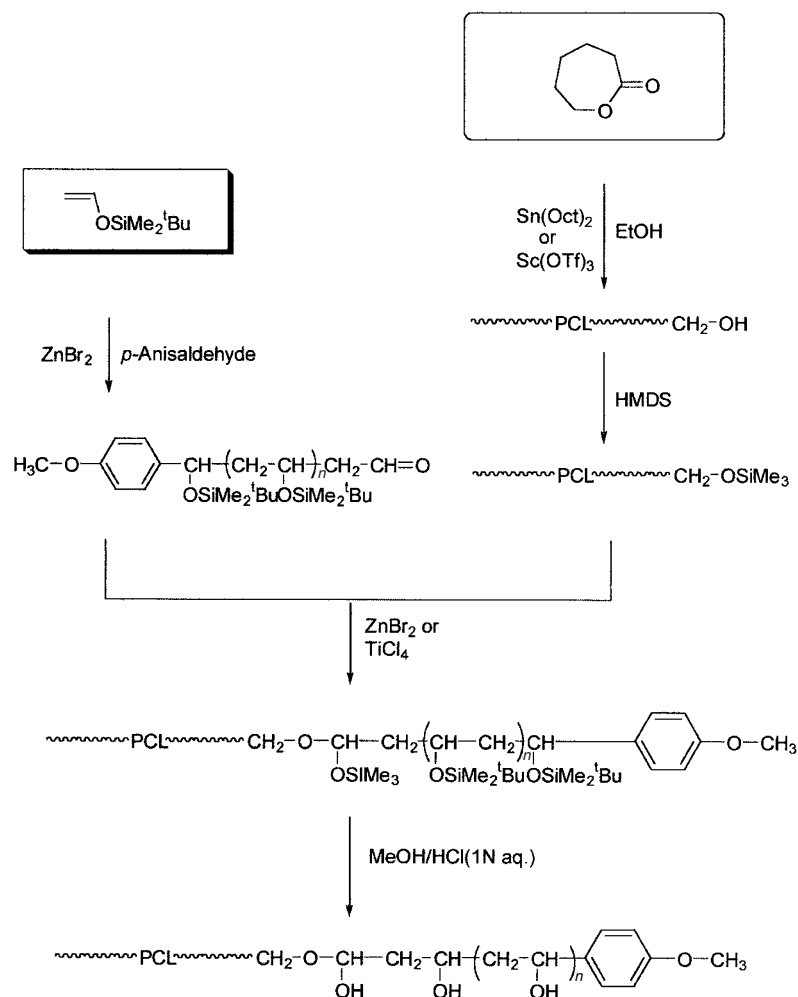 O
O
OSiMe2tBu
Sn(Oct)2
or
Sc(OTf)3
EtOH
PCL CH2-OH
ZnBr2 p-Anisaldehyde
HMDS
H3C-O CH (CH2-CH)n CH2-CH=O
OSiMe2tBu OSiMe2tBu
PCL CH2-OSiMe3
ZnBr2 or
TiCl4
PCL CH2-O-CH-CH2 (CH-CH2)n CH O-CH3
OSIMe3 OSiMe2tBu OSiMe2tBu
MeOH/HCl(1N aq.)
PCL CH2-O-CH-CH2-CH (CH2-CH)n O-CH3
OH OH OH